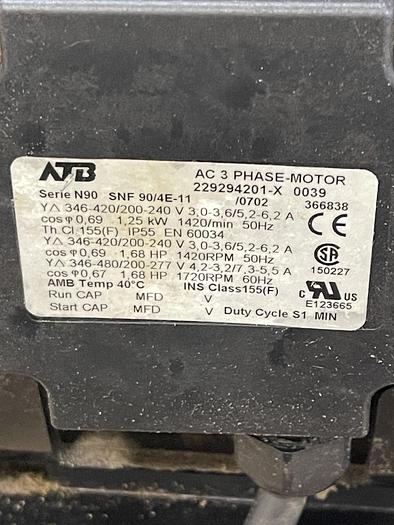 ATB AC 3 PHASE-MOTOR
229294201-X 0039
Serie N90 SNF 90/4E-11 /0702 366838
Y△ 346-420/200-240 V 3,0-3,6/5,2-6,2 A
cos φ 0,69 1,25 kW 1420/min 50Hz
Th.Cl 155(F) IP55 EN 60034
Y△ 346-420/200-240 V 3,0-3,6/5,2-6,2 A
cos φ 0,69 1,68 HP 1420RPM 50Hz
Y△ 346-480/200-277 V 4,2-3,2/7,3-5,5 A
cos φ 0,67 1,68 HP 1720RPM 60Hz
AMB Temp 40°C INS Class155(F)
Run CAP MFD V
Start CAP MFD V Duty Cycle S1 MIN
CE
SA
150227
c RU US
E123665